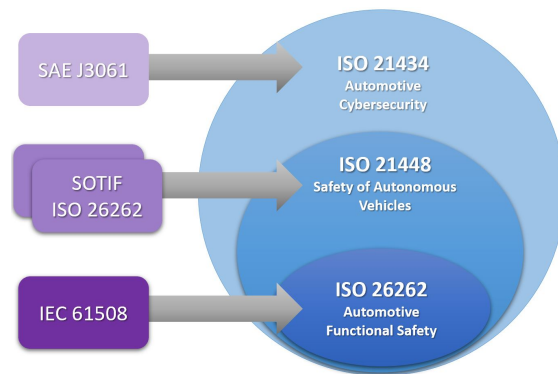 SAE J3061
ISO 21434
Automotive
Cybersecurity
SOTIF
ISO 26262
ISO 21448
Safety of Autonomous
Vehicles
IEC 61508
ISO 26262
Automotive
Functional Safety